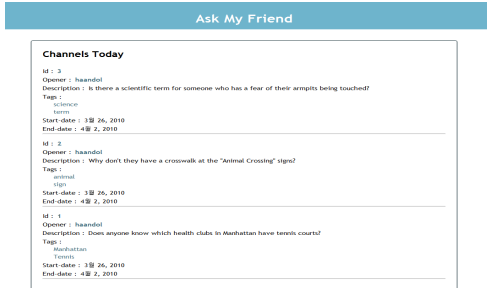 Ask My Friend
Channels Today
Id : 3
Opener : haandol
Description : Is there a scientific term for someone who has a fear of their armpits being touched?
Tags :
science
term
Start-date : 3월 26, 2010
End-date : 4월 2, 2010
Id : 2
Opener : haandol
Description : Why don't they have a crosswalk at the "Animal Crossing" signs?
Tags :
animal
sign
Start-date : 3월 26, 2010
End-date : 4월 2, 2010
Id : 1
Opener : haandol
Description : Does anyone know which health clubs in Manhattan have tennis courts?
Tags :
Manhattan
Tennis
Start-date : 3월 26, 2010
End-date : 4월 2, 2010